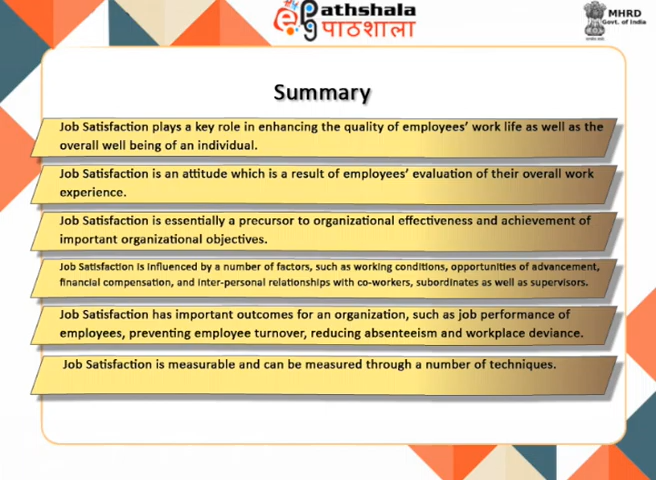 Pathshala
पाठशाला
MHRD
Govt. of India
Summary
Job Satisfaction plays a key role in enhancing the quality of employees' work life as well as the
overall well being of an individual.
Job Satisfaction is an attitude which is a result of employees' evaluation of their overall work
experience.
Job Satisfaction is essentially a precursor to organizational effectiveness and achievement of
important organizational objectives.
Job Satisfaction is influenced by a number of factors, such as working conditions, opportunities of advancement,
financial compensation, and inter-personal relationships with co-workers, subordinates as well as supervisors.
Job Satisfaction has important outcomes for an organization, such as job performance of
employees, preventing employee turnover, reducing absenteeism and workplace deviance.
Job Satisfaction is measurable and can be measured through a number of techniques.